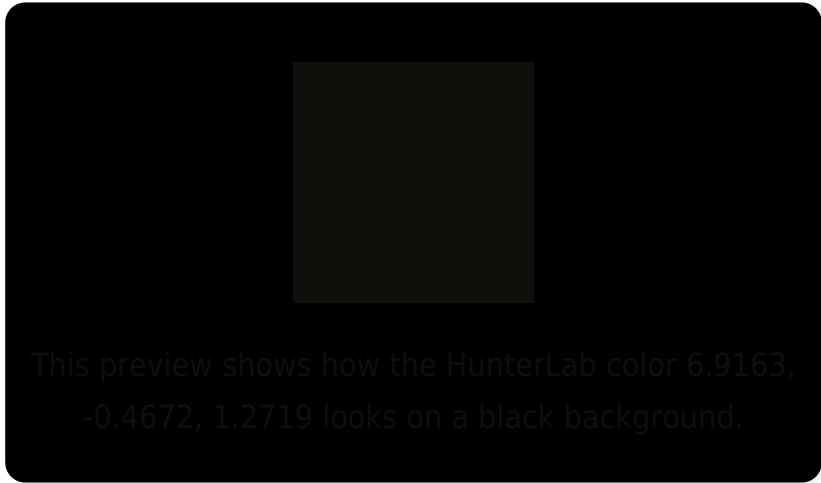 This preview shows how the HunterLab color 6.9163,
-0.4672, 1.2719 looks on a black background.